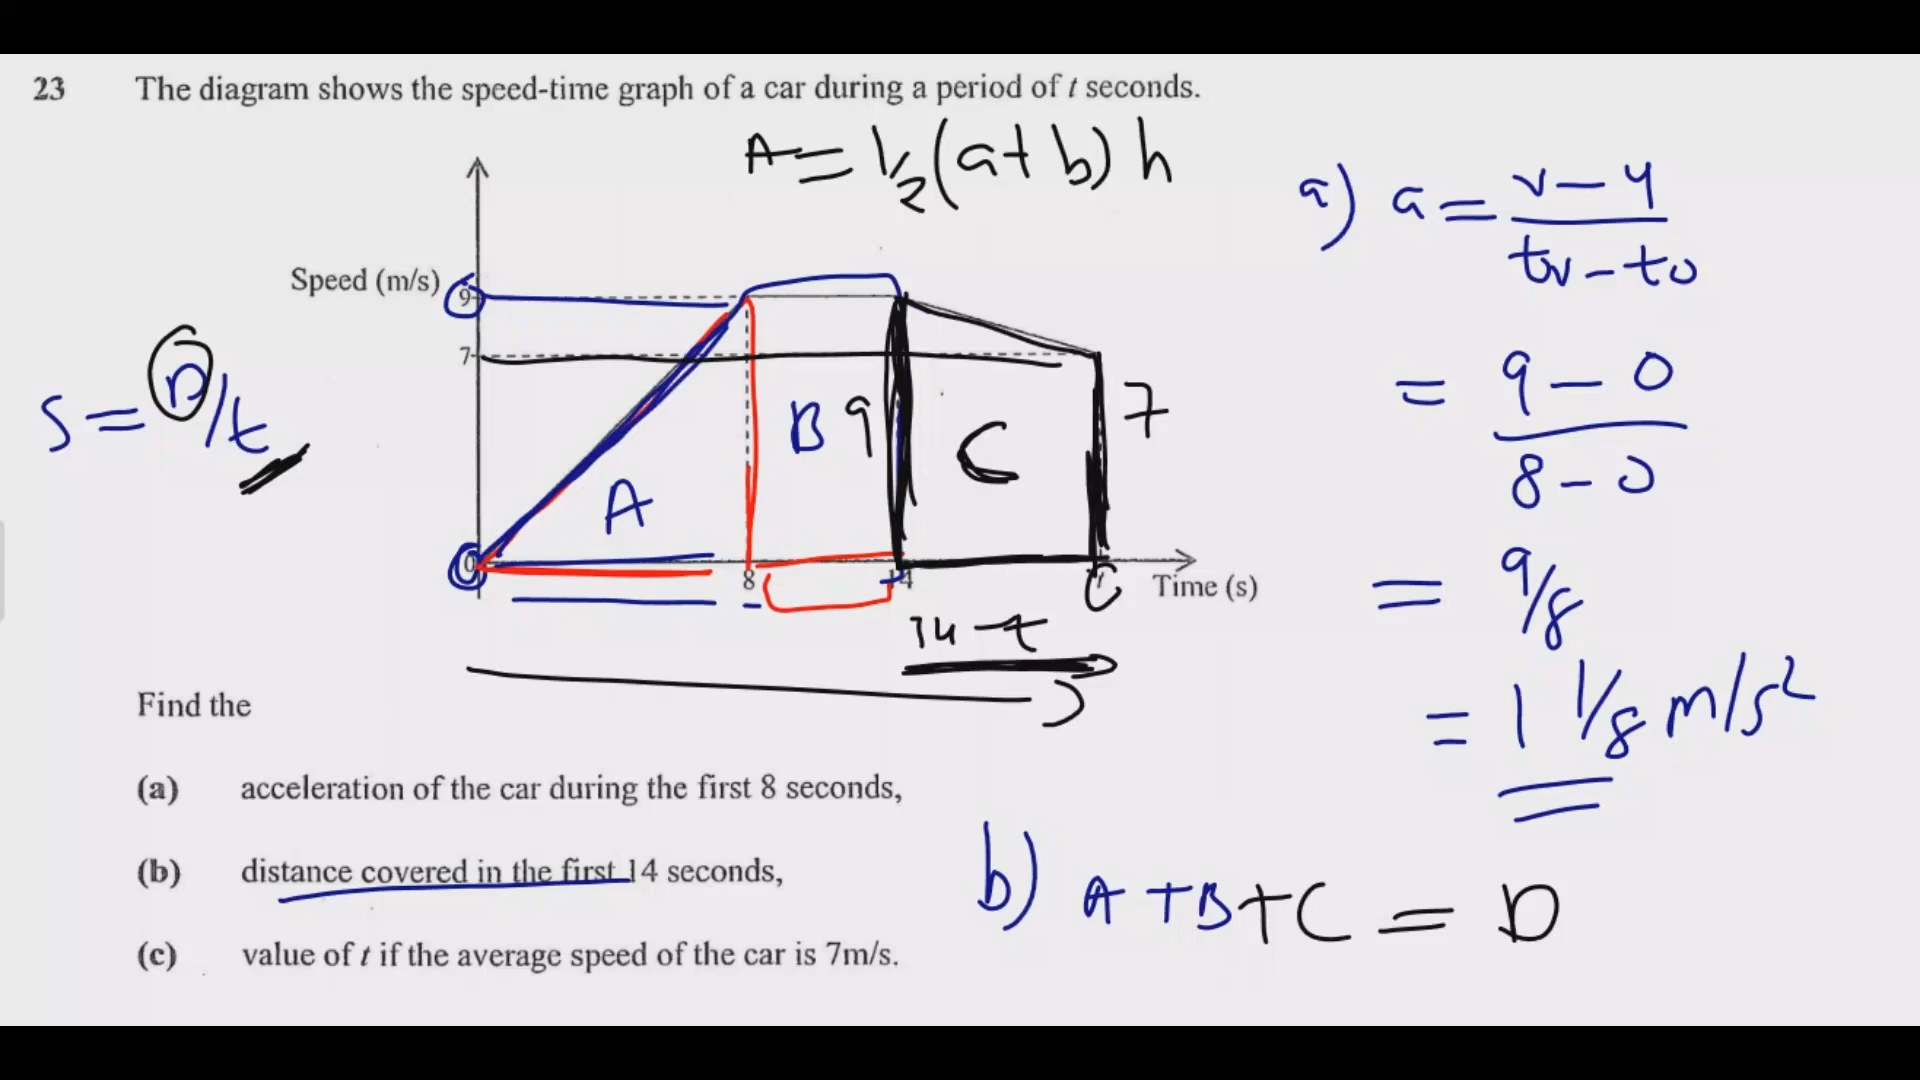 23 The diagram shows the speed-time graph of a car during a period of t seconds.
A = 1/2 (a + b) h
Speed (m/s)
9
7
0
8
14
t
Time (s)
S = D/t
A
B
9
C
7
14 - t
a) a = v - u / tv - to
= 9 - 0 / 8 - 0
= 9/8
= 1 1/8 m/s²
Find the
(a) acceleration of the car during the first 8 seconds,
(b) distance covered in the first 14 seconds,
(c) value of t if the average speed of the car is 7m/s.
b) A + B + C = D